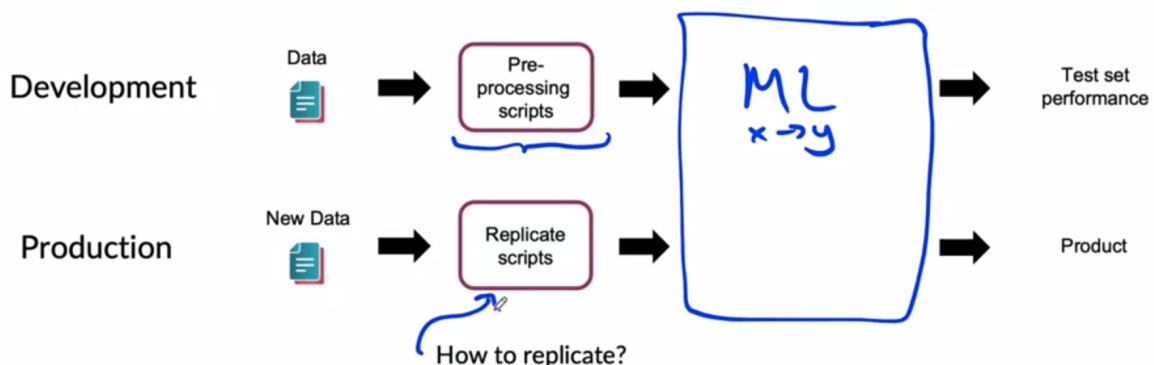 Development
Data
Pre-
processing
scripts
ML
x→y
Test set
performance
Production
New Data
Replicate
scripts
Product
How to replicate?